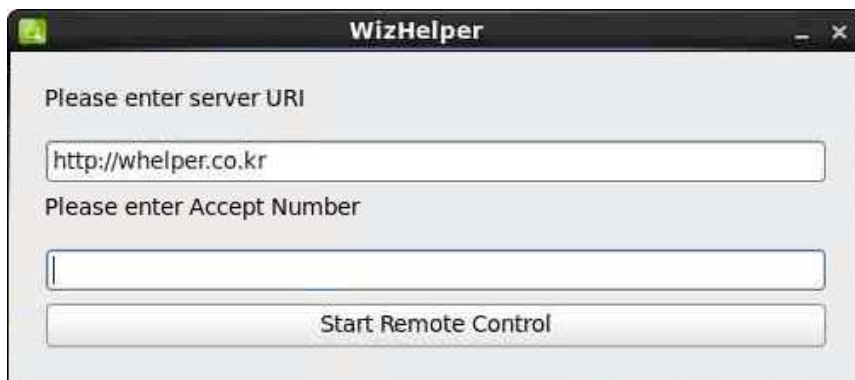 WizHelper
Please enter server URI
http://whelper.co.kr
Please enter Accept Number
Start Remote Control